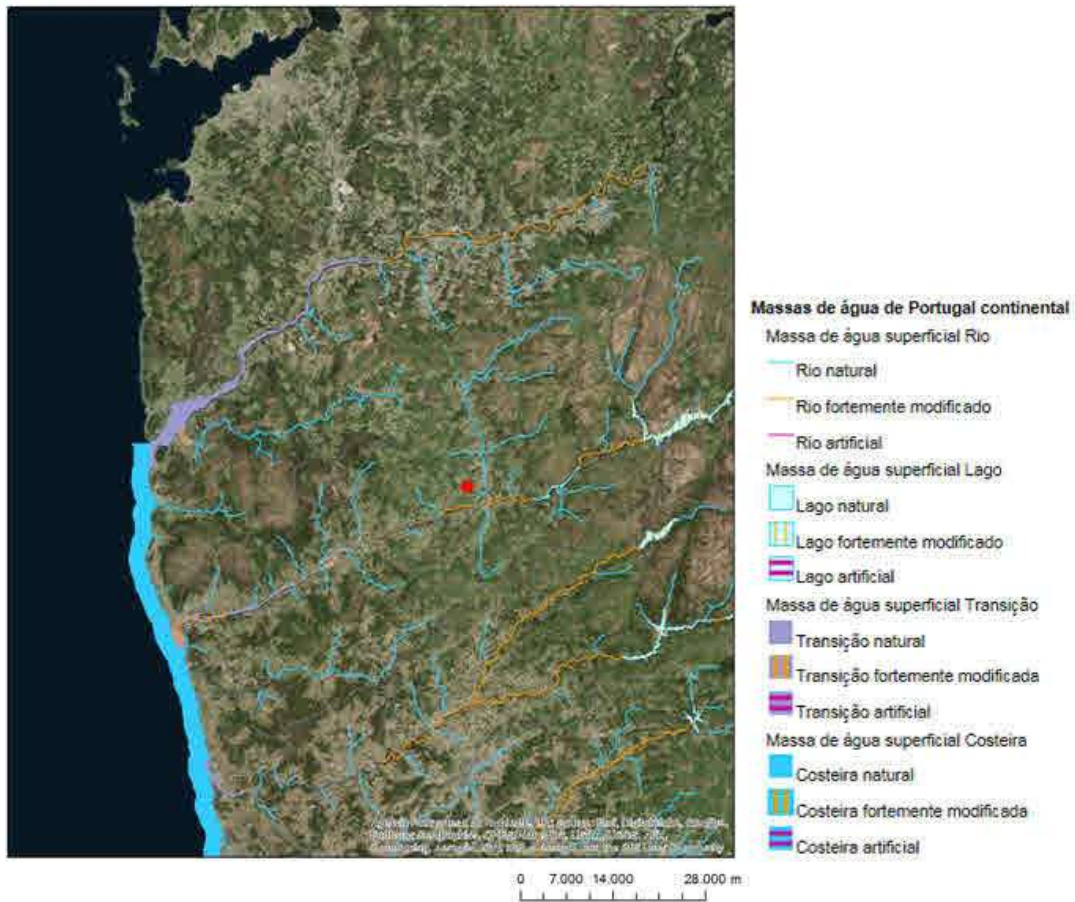 Massas de água de Portugal continental
Massa de água superficial Rio
Rio natural
Rio fortemente modificado
Rio artificial
Massa de água superficial Lago
Lago natural
Lago fortemente modificado
Lago artificial
Massa de água superficial Transição
Transição natural
Transição fortemente modificada
Transição artificial
Massa de água superficial Costeira
Costeira natural
Costeira fortemente modificada
Costeira artificial
0 7.000 14.000 28.000 m